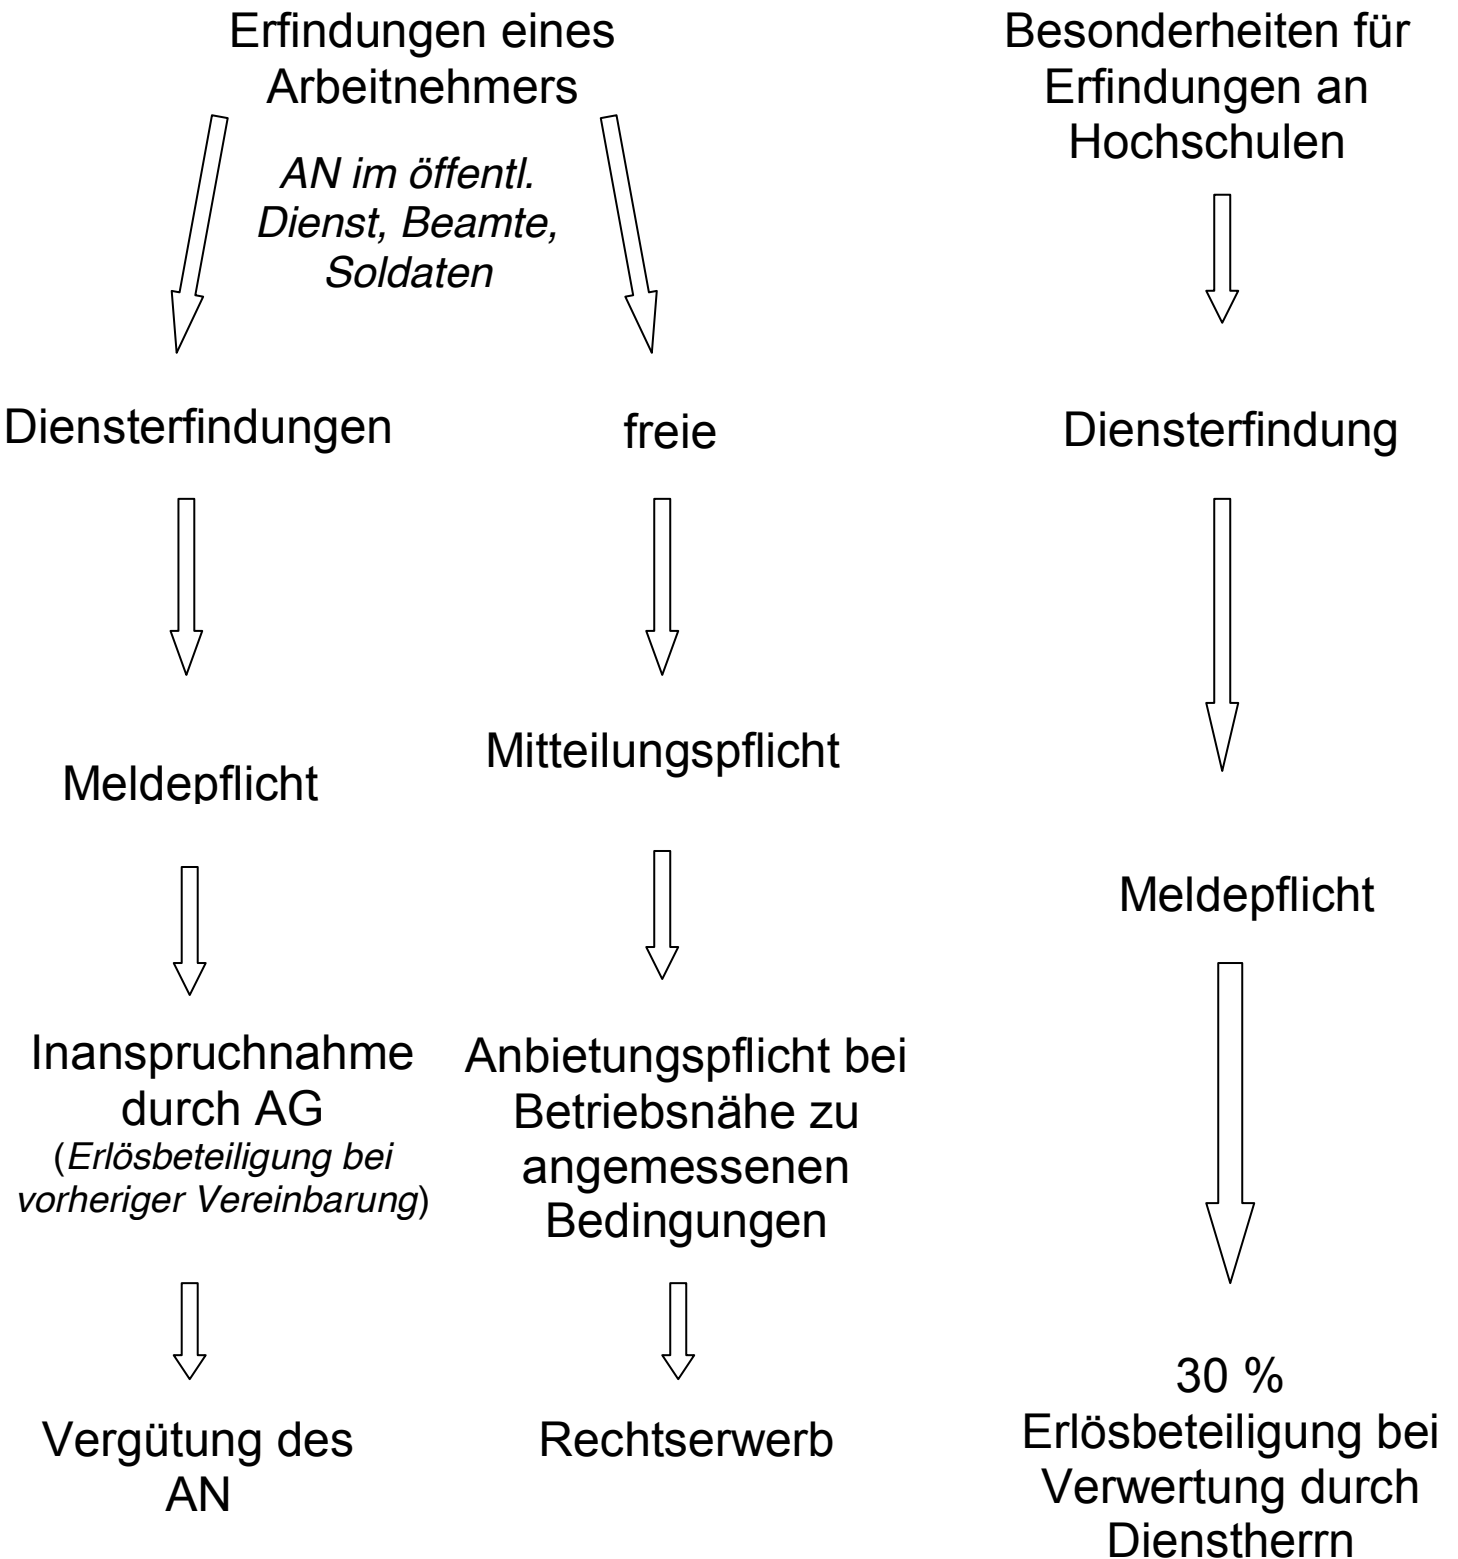 Erfindungen eines
Arbeitnehmers
AN im öffentl.
Dienst, Beamte,
Soldaten
Diensterfindungen
freie
Meldepflicht
Mitteilungspflicht
Inanspruchnahme
durch AG
(Erlösbeteiligung bei
vorheriger Vereinbarung)
Anbietungspflicht bei
Betriebsnähe zu
angemessenen
Bedingungen
Vergütung des
AN
Rechtserwerb
Besonderheiten für
Erfindungen an
Hochschulen
Diensterfindung
Meldepflicht
30 %
Erlösbeteiligung bei
Verwertung durch
Dienstherrn